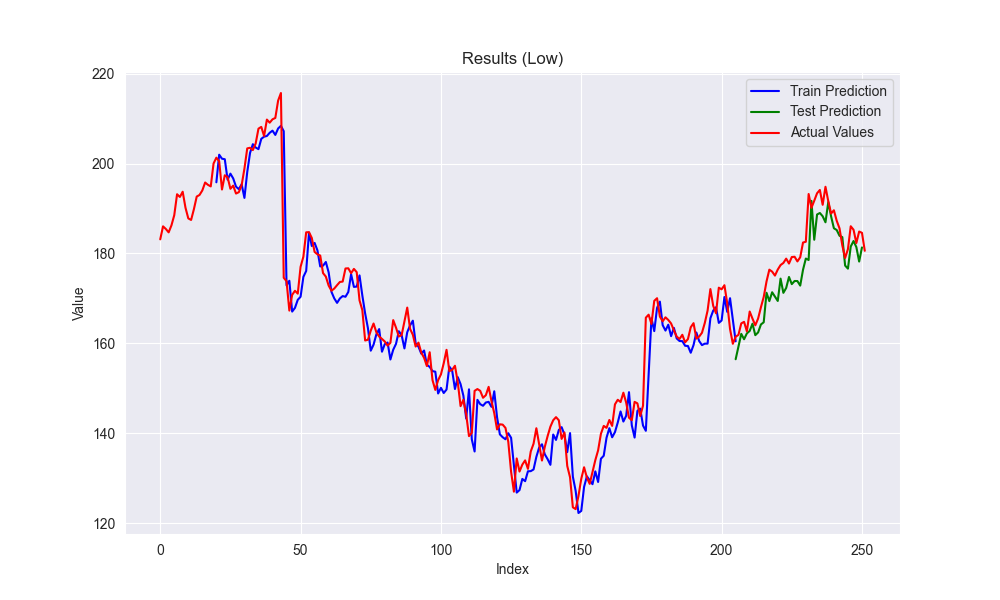 Results (Low)
220
200
180
160
140
120
Value
0 50 100 150 200 250
Index
Train Prediction
Test Prediction
Actual Values